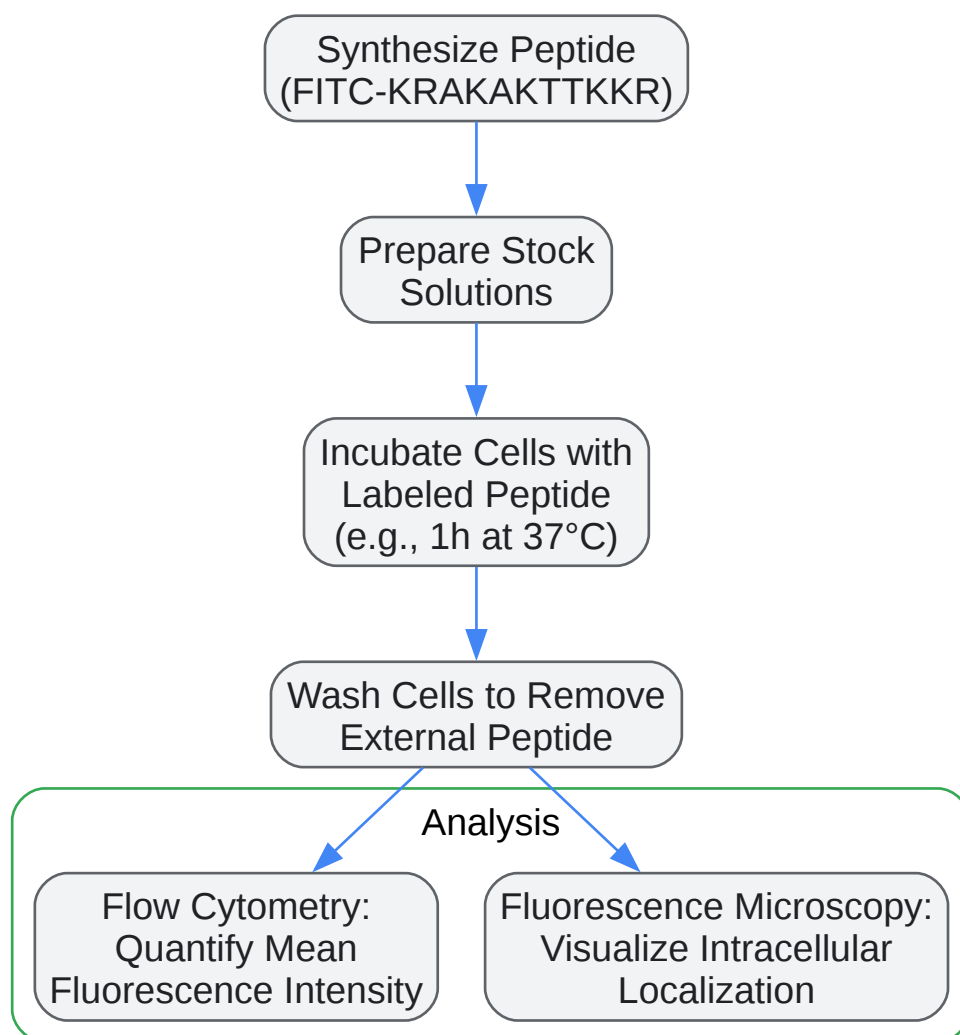 Synthesize Peptide
(FITC-KRAKAKTTKKR)
Prepare Stock
Solutions
Incubate Cells with
Labeled Peptide
(e.g., 1h at 37°C)
Wash Cells to Remove
External Peptide
Analysis
Flow Cytometry:
Quantify Mean
Fluorescence Intensity
Fluorescence Microscopy:
Visualize Intracellular
Localization